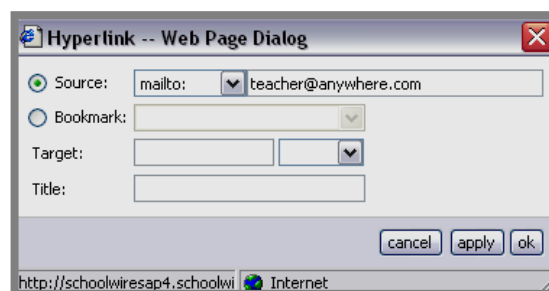 Hyperlink -- Web Page Dialog
Source: mailto: teacher@anywhere.com
Bookmark:
Target:
Title:
cancel apply ok
http://schoolwiresap4.schoolwi Internet